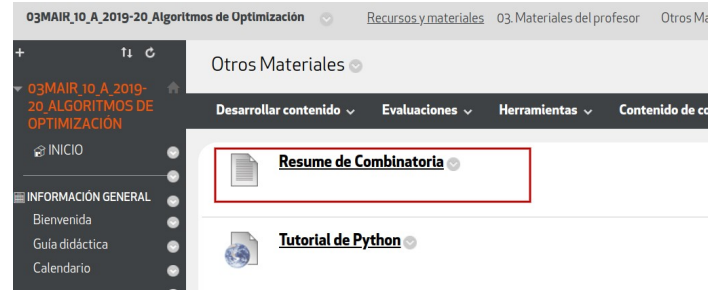 03MAIR_10_A_2019-20_Algoritmos de Optimización Recursos y materiales 03. Materiales del profesor Otros Ma
03MAIR_10_A_2019-
20_ALGORITMOS DE
OPTIMIZACIÓN
INICIO
INFORMACIÓN GENERAL
Bienvenida
Guía didáctica
Calendario
Otros Materiales
Desarrollar contenido Evaluaciones Herramientas Contenido de co
Resume de Combinatoria
Tutorial de Python